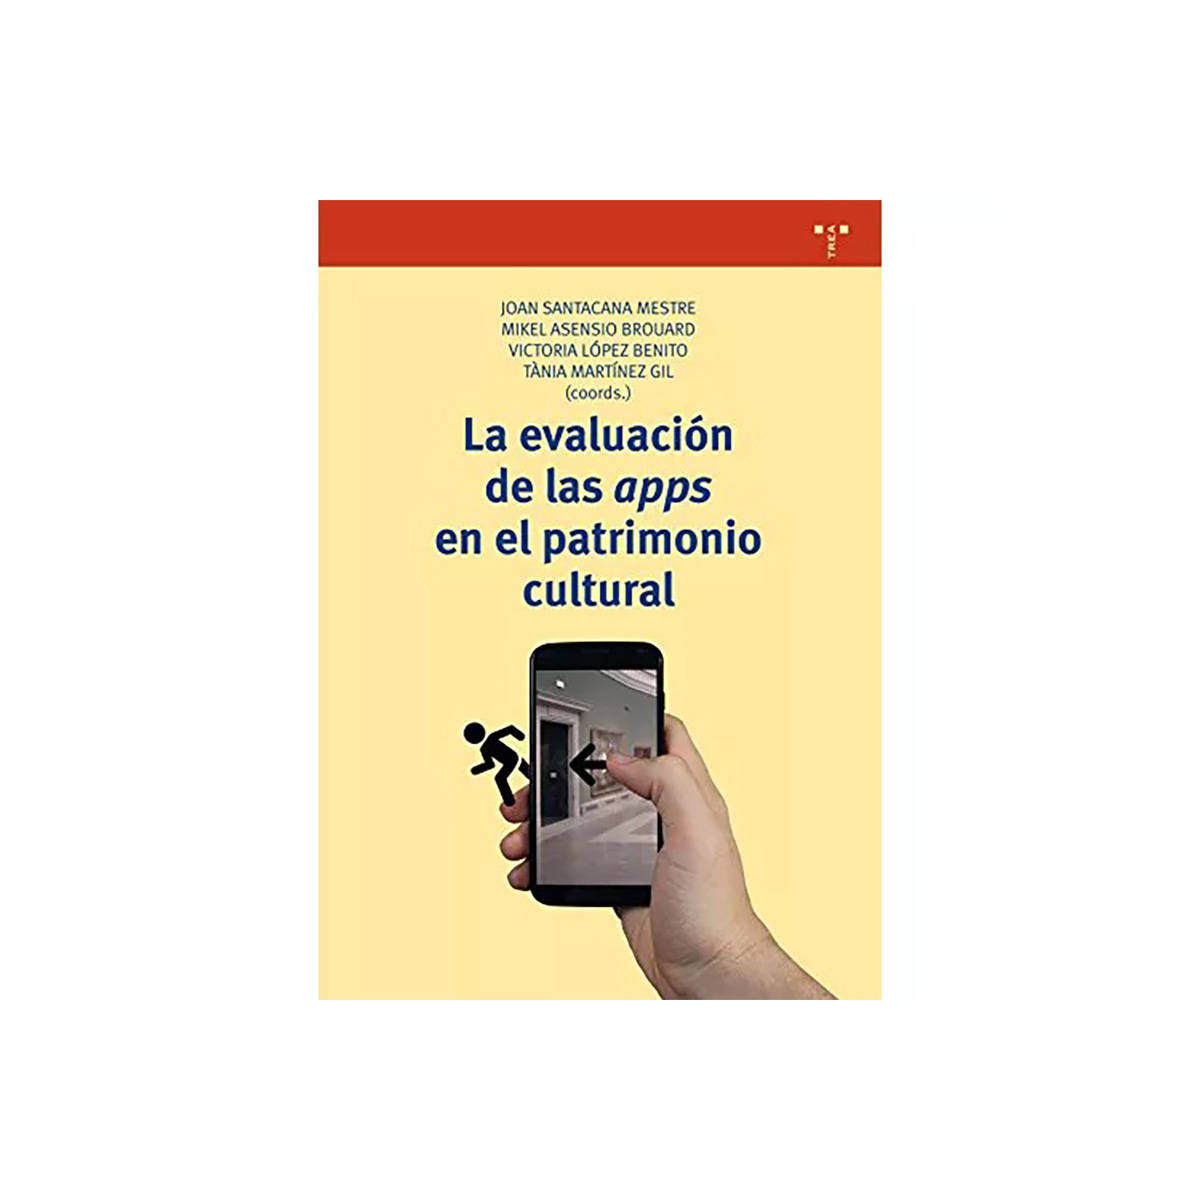 TREA
JOAN SANTACANA MESTRE
MIKEL ASENSIO BROUARD
VICTORIA LÓPEZ BENITO
TÀNIA MARTÍNEZ GIL
(coords.)
La evaluación
de las apps
en el patrimonio
cultural